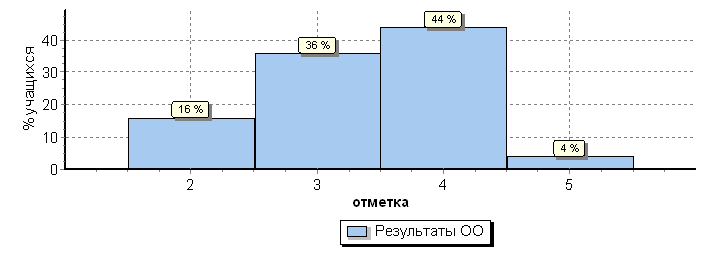 44 %
40
36 %
30
% учащихся
20
16 %
10
4 %
0
2 3 4 5
отметка
Результаты ОО